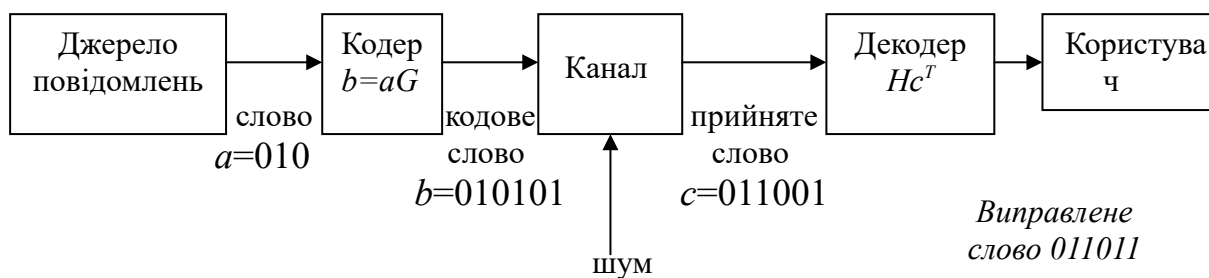 Джерело
повідомлень
Кодер
b=aG
Канал
Декодер
Hcᵀ
Користува
ч
слово
a=010
кодове
слово
b=010101
прийняте
слово
c=011001
шум
Виправлене
слово 011011